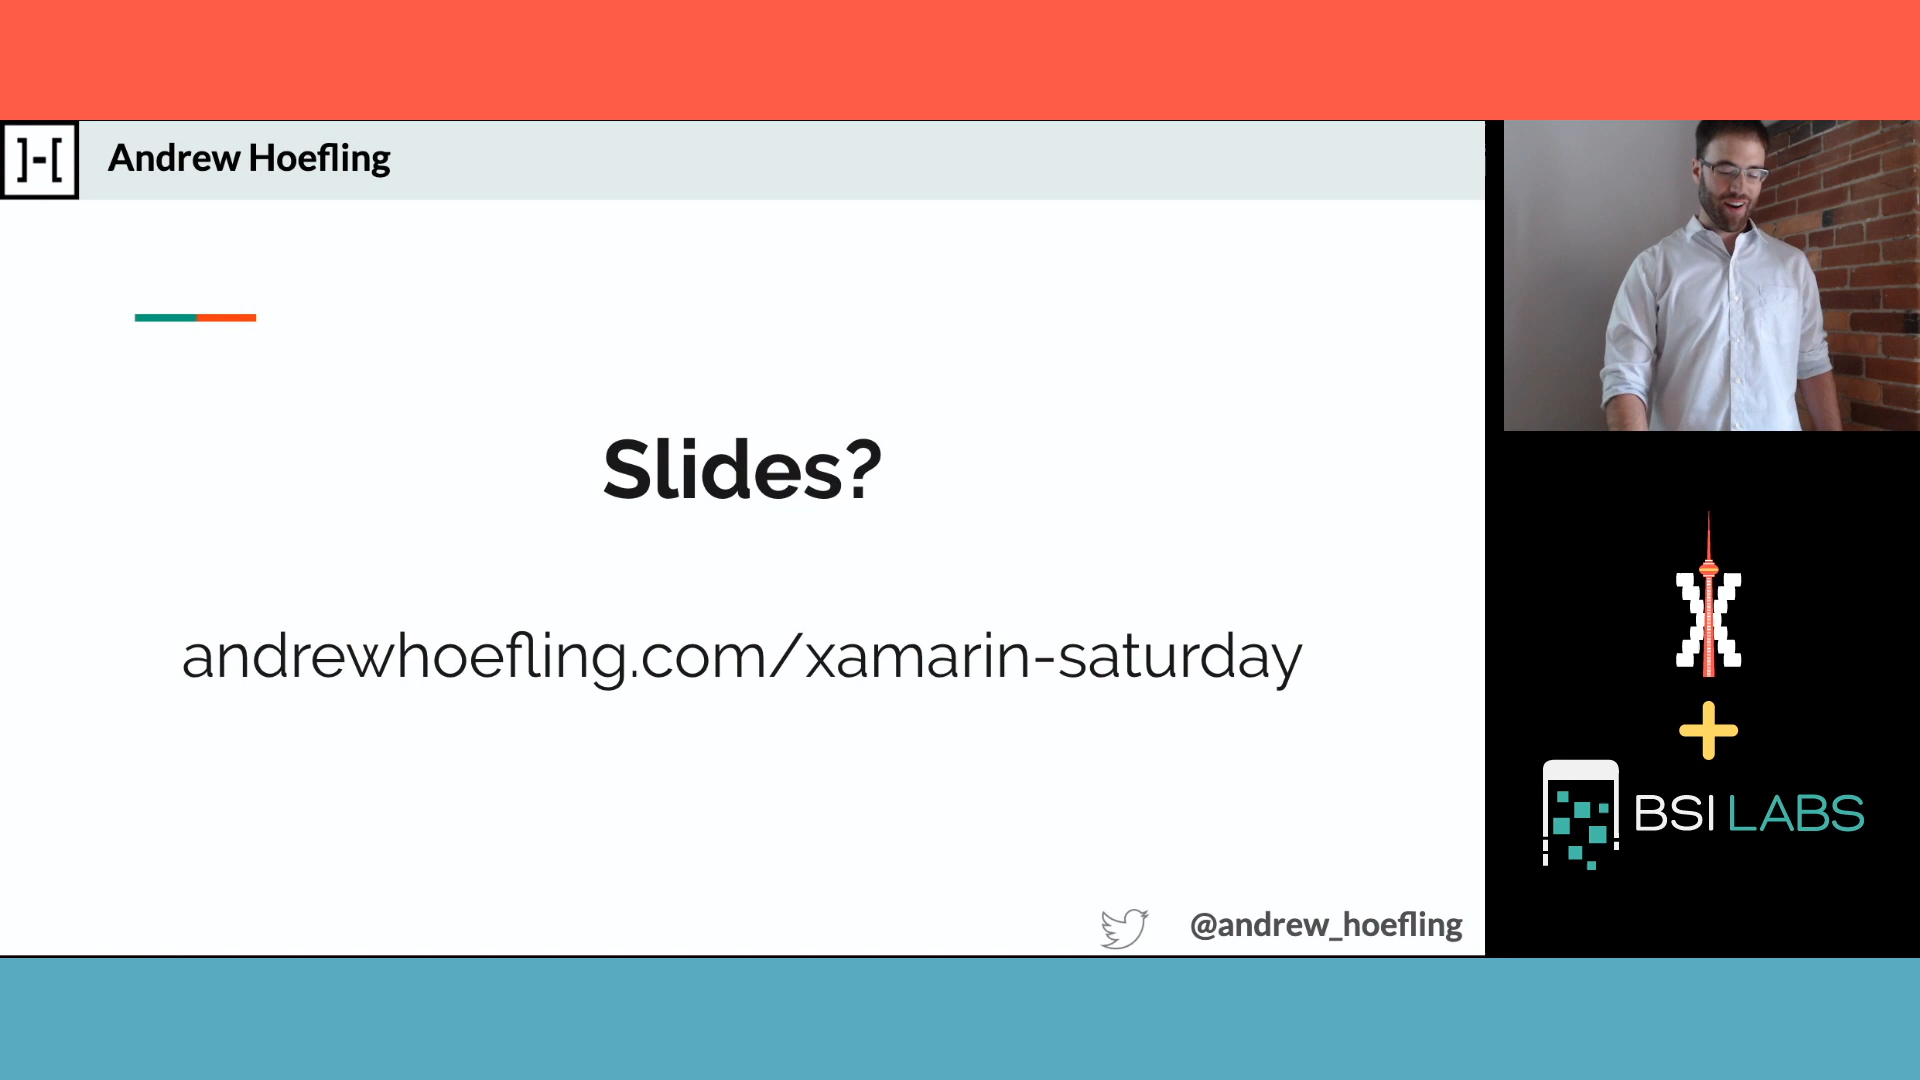 ]-[
Andrew Hoefling
Slides?
andrewhoefling.com/xamarin-saturday
@andrew_hoefling
X
BSI LABS